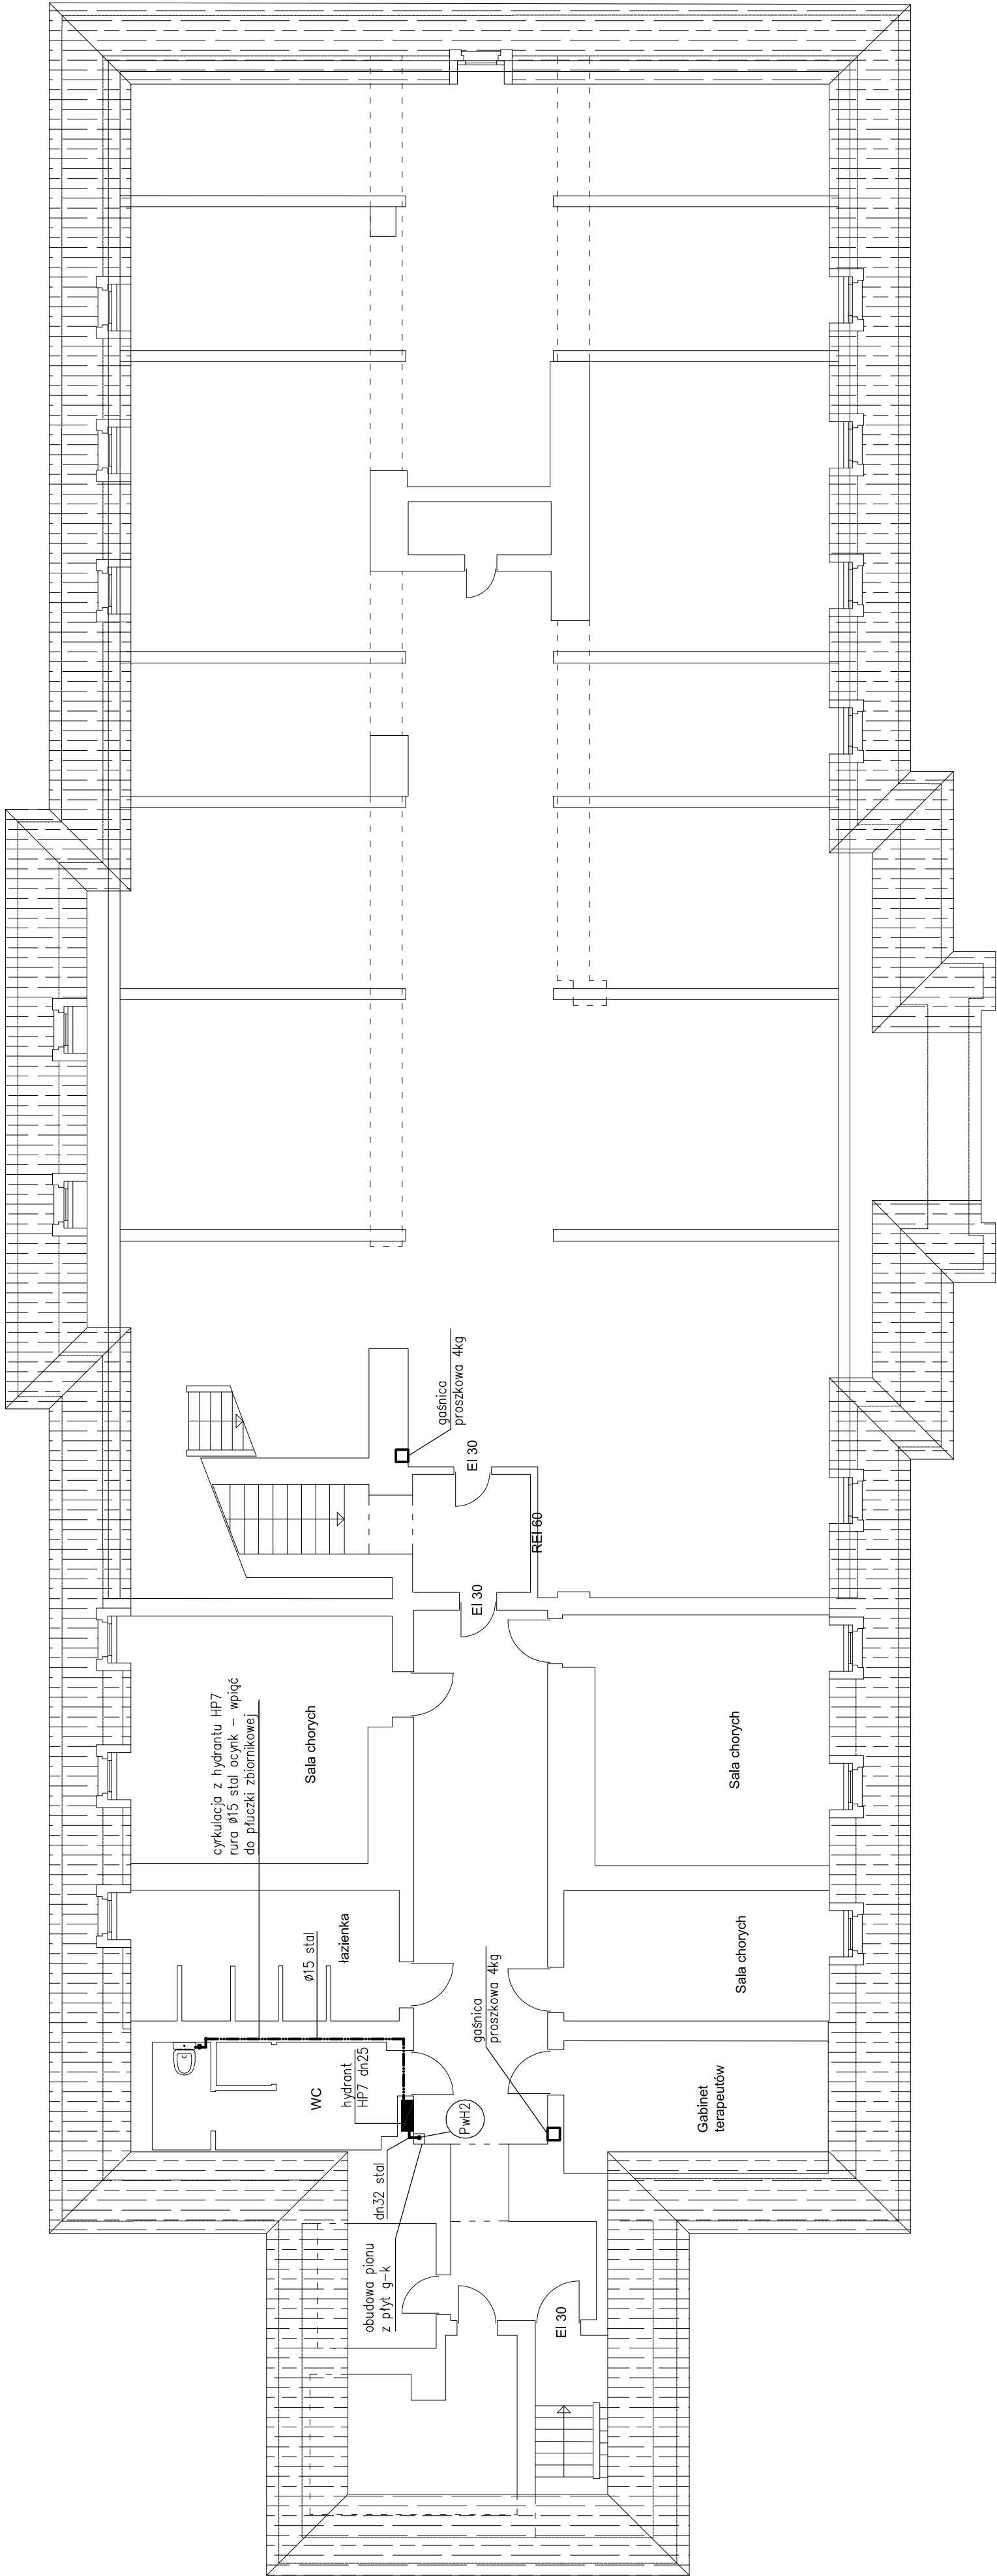 gaśnica
proszkowa 4kg
EI 30
REI 60
EI 30
cyrkulacja z hydrantu HP7
rura ø15 stal ocynk – wpiąć
do płuczki zbiornikowej
Sala chorych
Sala chorych
ø15 stal
łazienka
Sala chorych
gaśnica
proszkowa 4kg
WC
hydrant
HP7 dn25
Gabinet
terapeutów
PwH2
dn32 stal
obudowa pionu
z płyt g–k
EI 30